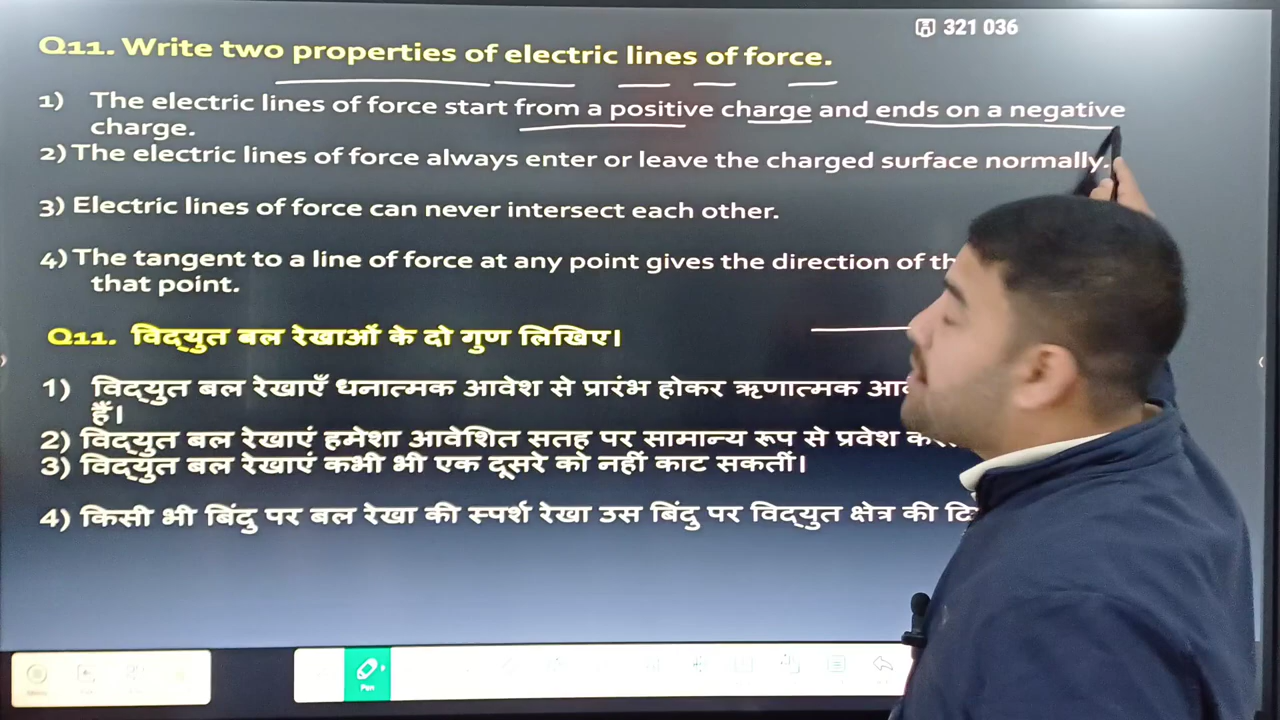 321 036
Q11. Write two properties of electric lines of force.
1) The electric lines of force start from a positive charge and ends on a negative
charge.
2) The electric lines of force always enter or leave the charged surface normally.
3) Electric lines of force can never intersect each other.
4) The tangent to a line of force at any point gives the direction of
that point.
Q11. विद्युत बल रेखाओं के दो गुण लिखिए।
1) विद्युत बल रेखाएँ धनात्मक आवेश से प्रारंभ होकर ऋणात्मक
हैं।
2) विद्युत बल रेखाएं हमेशा आवेशित सतह पर सामान्य रूप से प्रवेश
3) विद्युत बल रेखाएं कभी भी एक दूसरे को नहीं काट सकतीं।
4) किसी भी बिंदु पर बल रेखा की स्पर्श रेखा उस बिंदु पर विद्युत क्षेत्र की
Pen